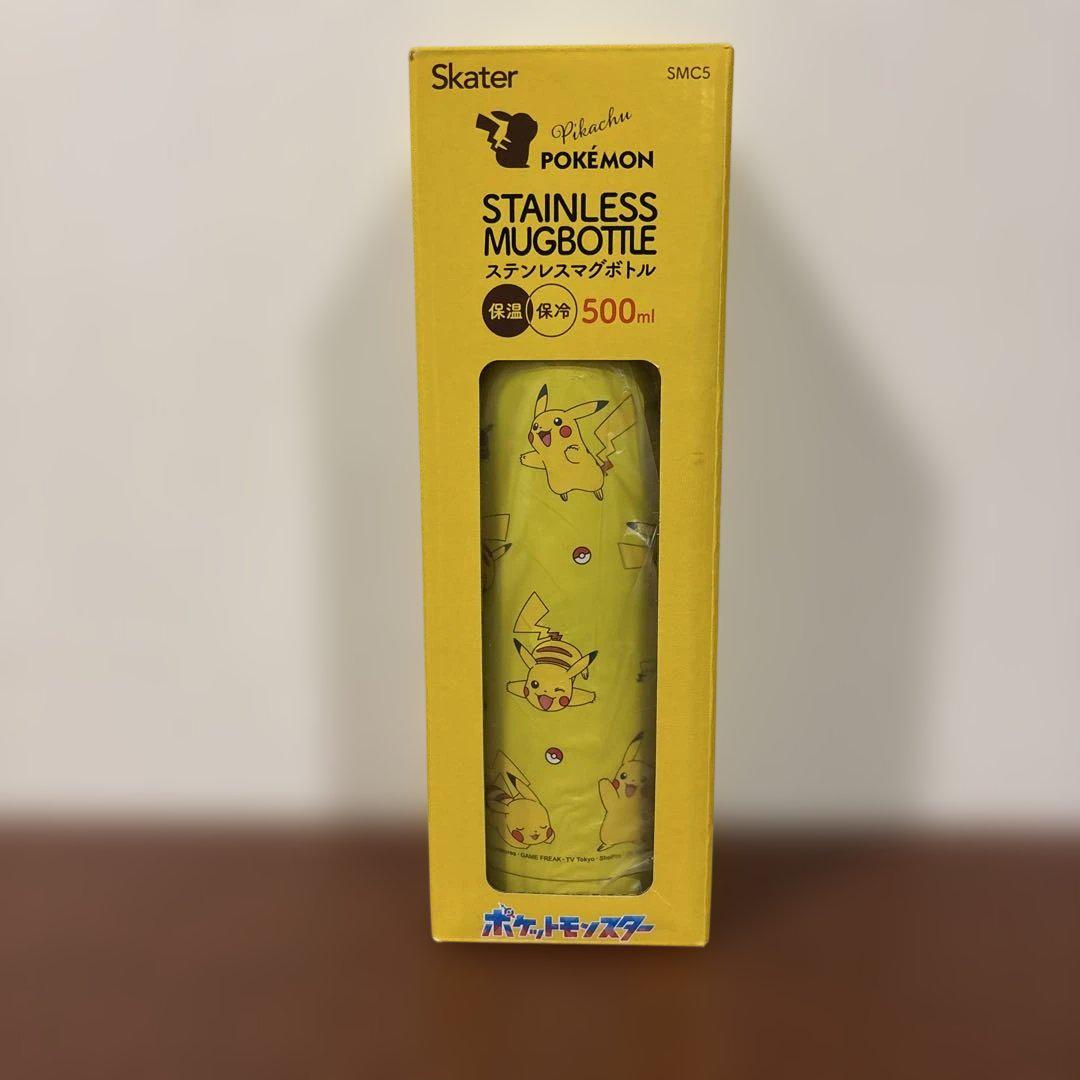 Skater
SMC5
Pikachu
POKÉMON
STAINLESS
MUGBOTTLE
ステンレスマグボトル
保温 保冷 500ml
GAME FREAK・TV Tokyo・
ポケットモンスター